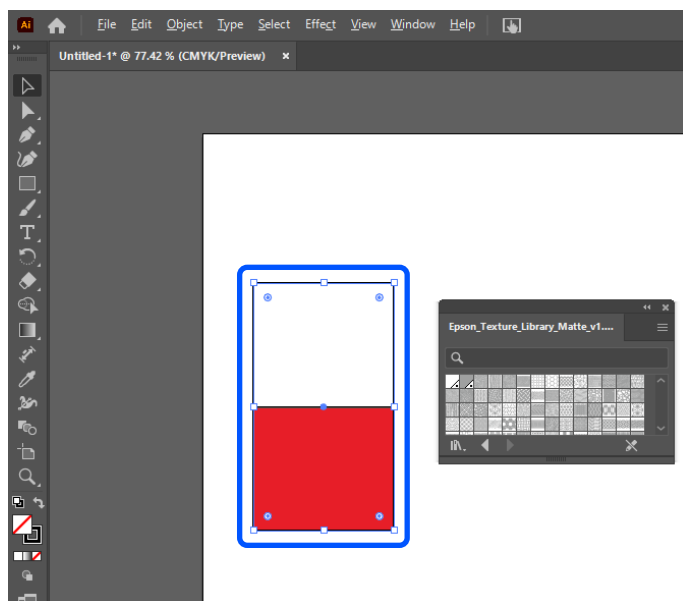 Ai File Edit Object Type Select Effect View Window Help
Untitled-1* @ 77.42 % (CMYK/Preview) ×
Epson_Texture_Library_Matte_v1....